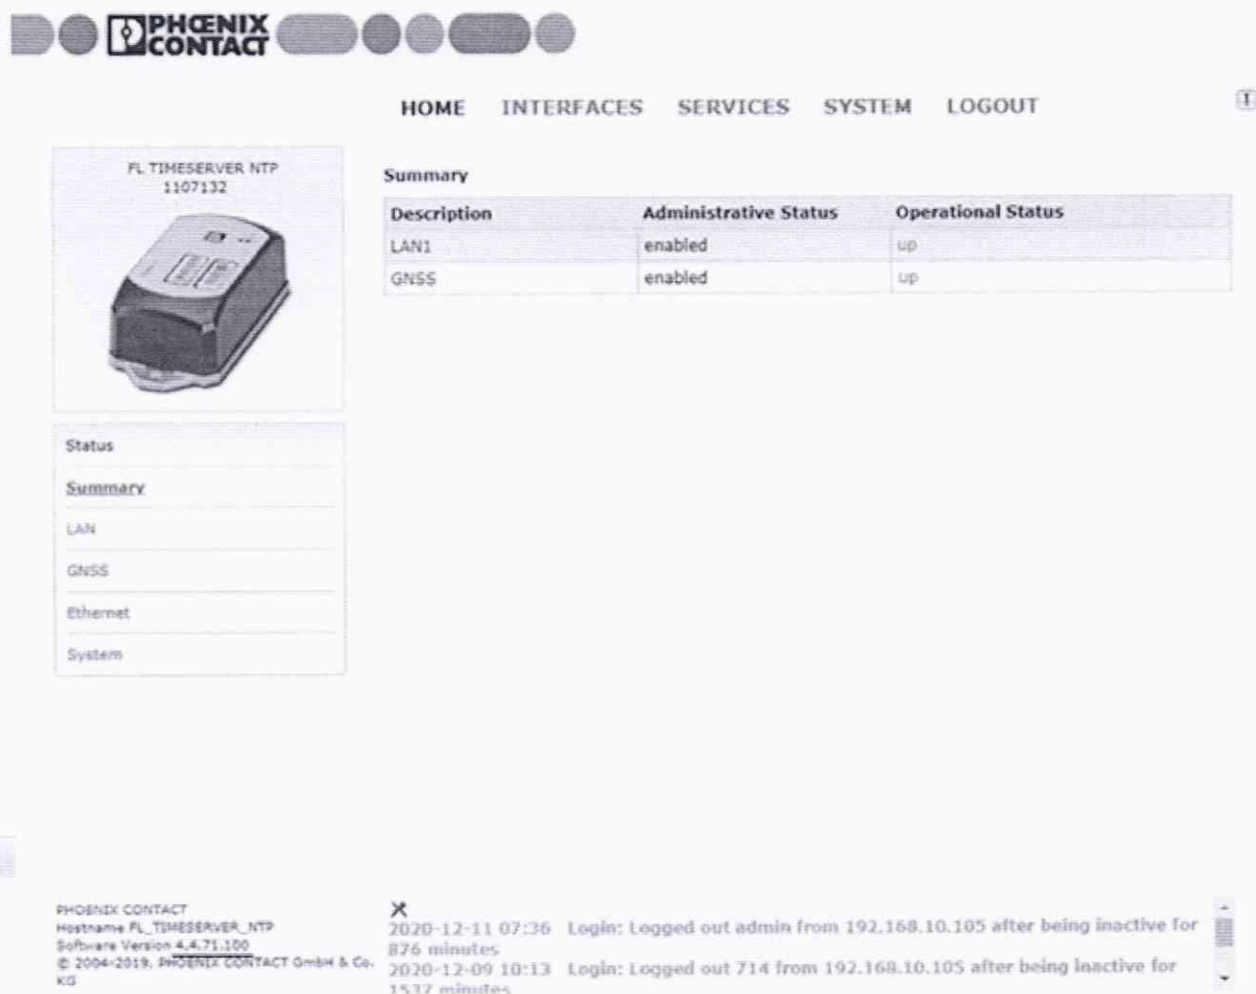 PHŒNIX
CONTACT
HOME INTERFACES SERVICES SYSTEM LOGOUT
FL TIMESERVER NTP
1107132
Summary
Description Administrative Status Operational Status
LAN1 enabled up
GNSS enabled up
Status
Summary
LAN
GNSS
Ethernet
System
PHOENIX CONTACT
Hostname FL_TIMESERVER_NTP
Software Version 4.4.71.100
© 2004-2019, PHOENIX CONTACT GmbH & Co.
KG
2020-12-11 07:36 Login: Logged out admin from 192.168.10.105 after being inactive for
876 minutes
2020-12-09 10:13 Login: Logged out 714 from 192.168.10.105 after being inactive for
1537 minutes